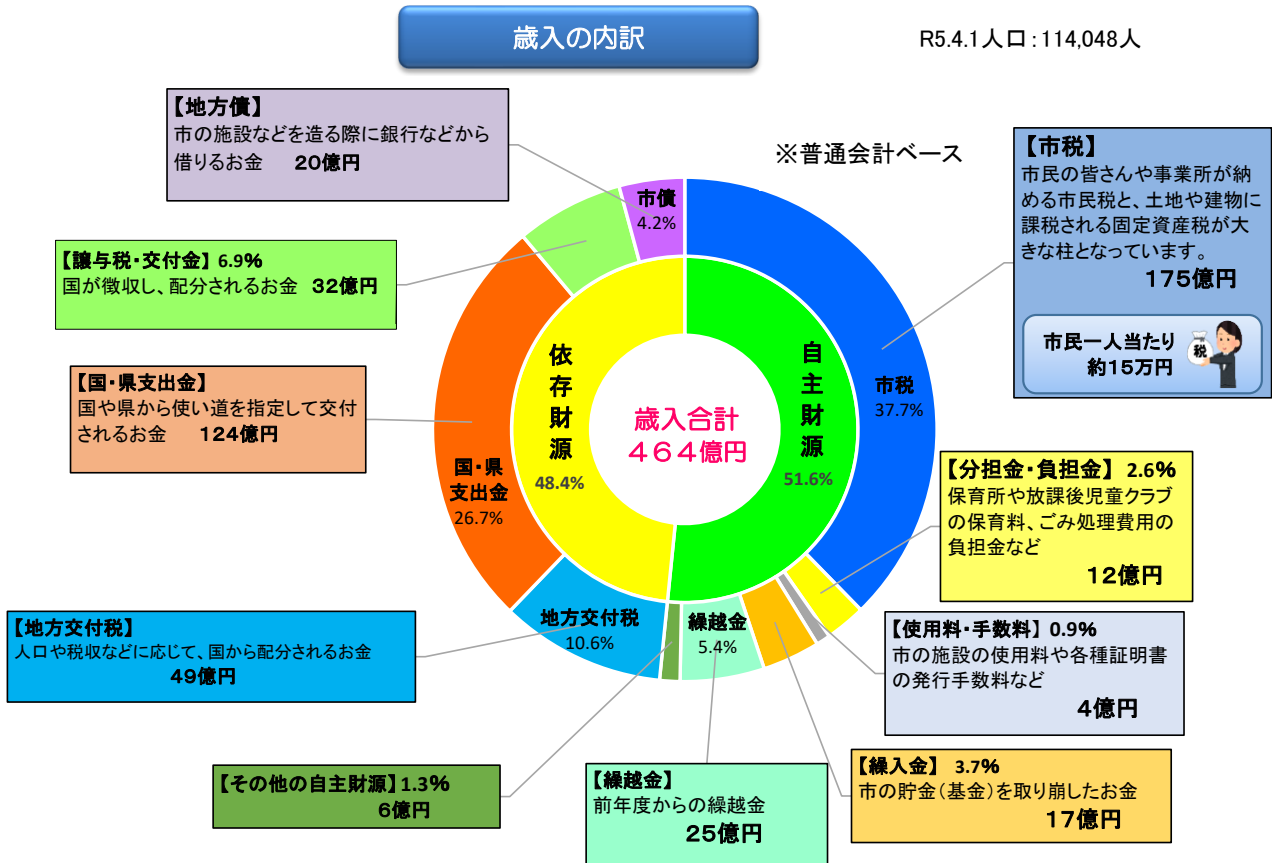 歳入の内訳
R5.4.1人口:114,048人
※普通会計ベース
【地方債】
市の施設などを造る際に銀行などから
借りるお金 20億円
【譲与税・交付金】 6.9%
国が徴収し、配分されるお金 32億円
【国・県支出金】
国や県から使い道を指定して交付
されるお金 124億円
【地方交付税】
人口や税収などに応じて、国から配分されるお金
49億円
【その他の自主財源】1.3%
6億円
【繰越金】
前年度からの繰越金
25億円
【繰入金】 3.7%
市の貯金(基金)を取り崩したお金
17億円
【使用料・手数料】 0.9%
市の施設の使用料や各種証明書
の発行手数料など
4億円
【分担金・負担金】 2.6%
保育所や放課後児童クラブ
の保育料、ごみ処理費用の
負担金など
12億円
【市税】
市民の皆さんや事業所が納
める市民税と、土地や建物に
課税される固定資産税が大
きな柱となっています。
175億円
市民一人当たり
約15万円
税
市債
4.2%
市税
37.7%
国・県
支出金
26.7%
地方交付税
10.6%
繰越金
5.4%
依存財源
48.4%
自主財源
51.6%
歳入合計
464億円